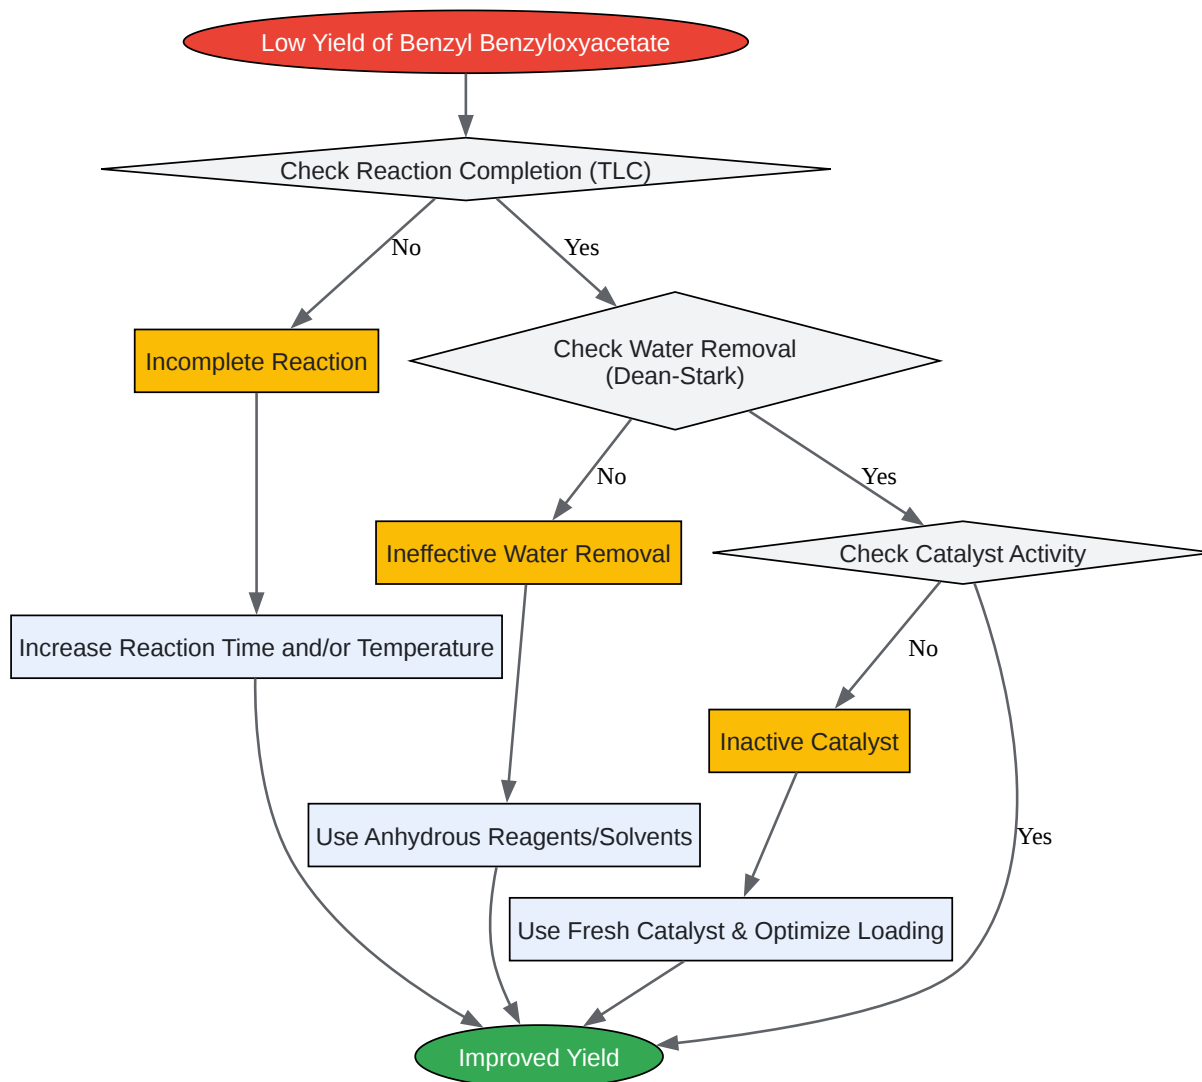 Low Yield of Benzyl Benzyloxyacetate
Check Reaction Completion (TLC)
No
Yes
Incomplete Reaction
Check Water Removal
(Dean-Stark)
No
Yes
Ineffective Water Removal
Check Catalyst Activity
Increase Reaction Time and/or Temperature
No
Inactive Catalyst
Use Anhydrous Reagents/Solvents
Yes
Use Fresh Catalyst & Optimize Loading
Improved Yield